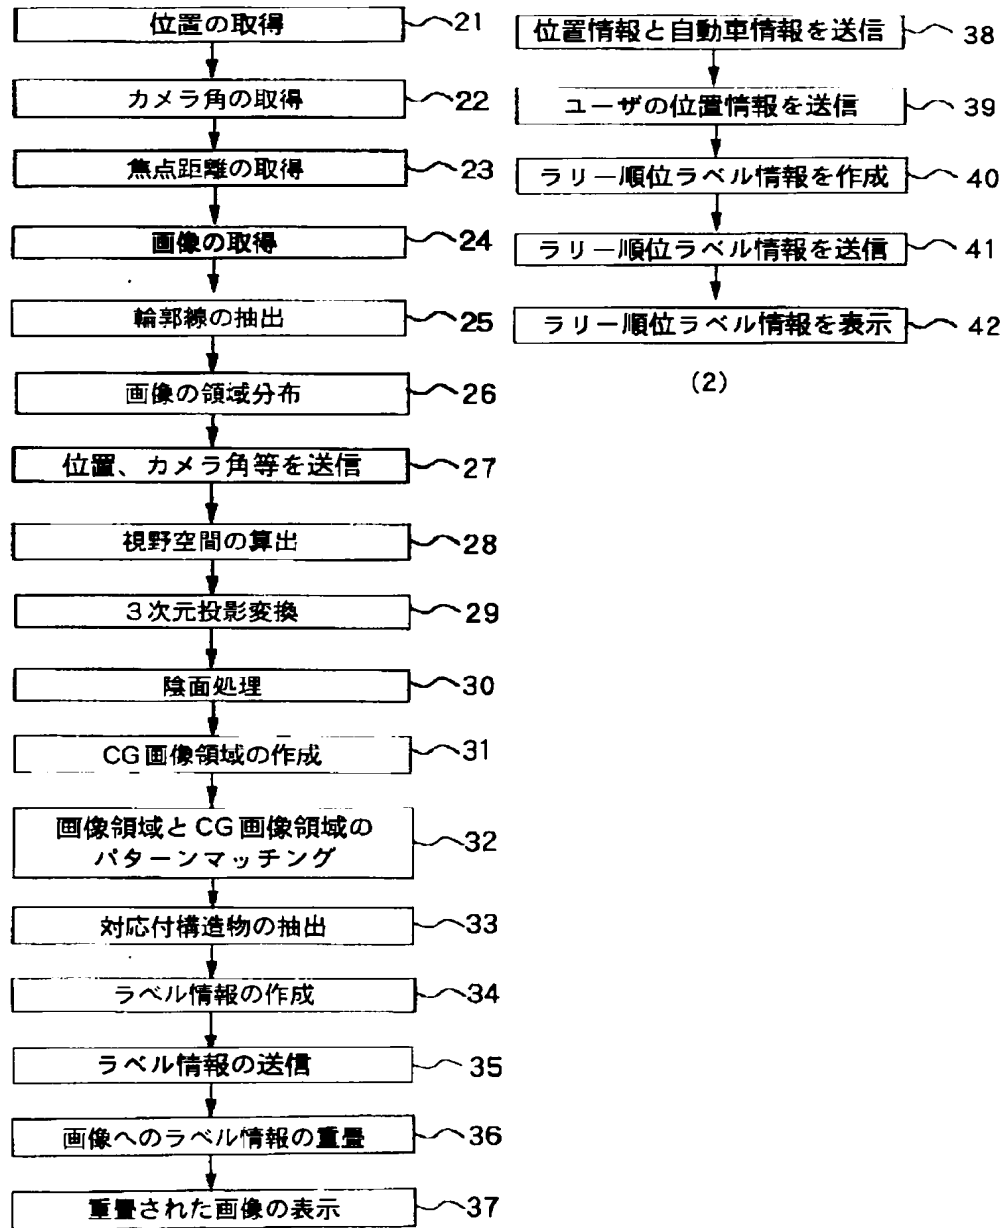 位置の取得 21
カメラ角の取得 22
焦点距離の取得 23
画像の取得 24
輪郭線の抽出 25
画像の領域分布 26
位置、カメラ角等を送信 27
視野空間の算出 28
3次元投影変換 29
陰面処理 30
CG画像領域の作成 31
画像領域とCG画像領域の
パターンマッチング 32
対応付構造物の抽出 33
ラベル情報の作成 34
ラベル情報の送信 35
画像へのラベル情報の重畳 36
重畳された画像の表示 37
位置情報と自動車情報を送信 38
ユーザの位置情報を送信 39
ラリー順位ラベル情報を作成 40
ラリー順位ラベル情報を送信 41
ラリー順位ラベル情報を表示 42
(2)